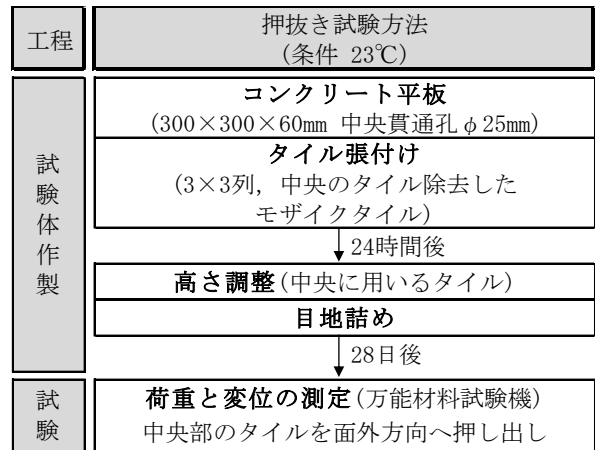 工程
押抜き試験方法
(条件 23℃)
試験体作製
コンクリート平板
(300×300×60mm 中央貫通孔φ25mm)
タイル張付け
(3×3列, 中央のタイル除去した
モザイクタイル)
24時間後
高さ調整(中央に用いるタイル)
目地詰め
28日後
試験
荷重と変位の測定(万能材料試験機)
中央部のタイルを面外方向へ押し出し